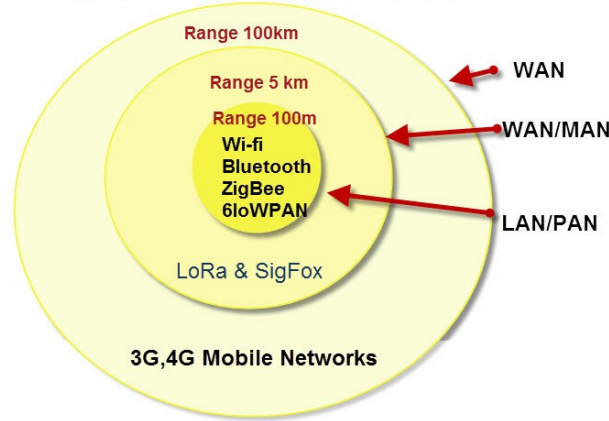 Range 100km
WAN
Range 5 km
Range 100m
WAN/MAN
Wi-fi
Bluetooth
ZigBee
6loWPAN
LAN/PAN
LoRa & SigFox
3G,4G Mobile Networks